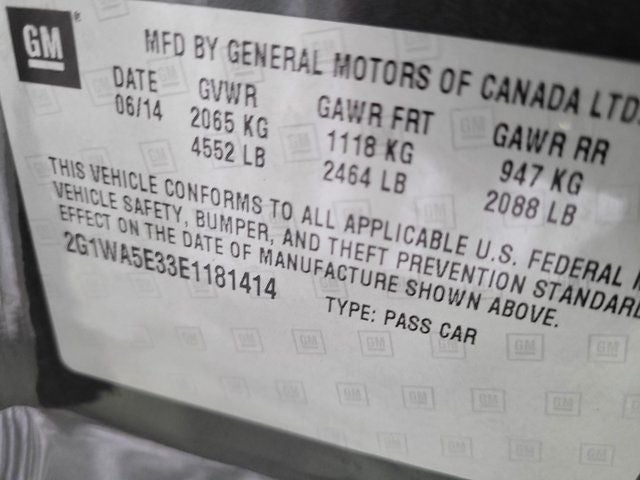 GM ® MFD BY GENERAL MOTORS OF CANADA LTD.
DATE GVWR GAWR FRT GAWR RR
06/14 2065 KG 1118 KG 947 KG
4552 LB 2464 LB 2088 LB
THIS VEHICLE CONFORMS TO ALL APPLICABLE U.S. FEDERAL
VEHICLE SAFETY, BUMPER, AND THEFT PREVENTION STANDARD
EFFECT ON THE DATE OF MANUFACTURE SHOWN ABOVE.
2G1WA5E33E1181414 TYPE: PASS CAR